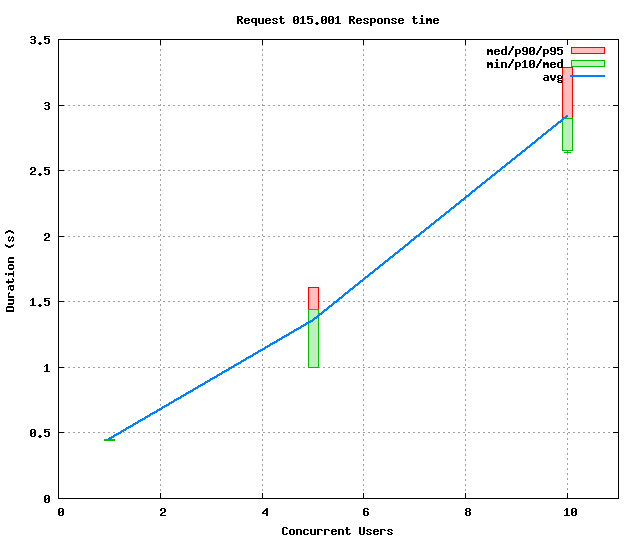 Request 015.001 Response time
med/p90/p95
min/p10/med
avg
3.5
3
2.5
2
1.5
1
0.5
0
Duration (s)
0 2 4 6 8 10
Concurrent Users